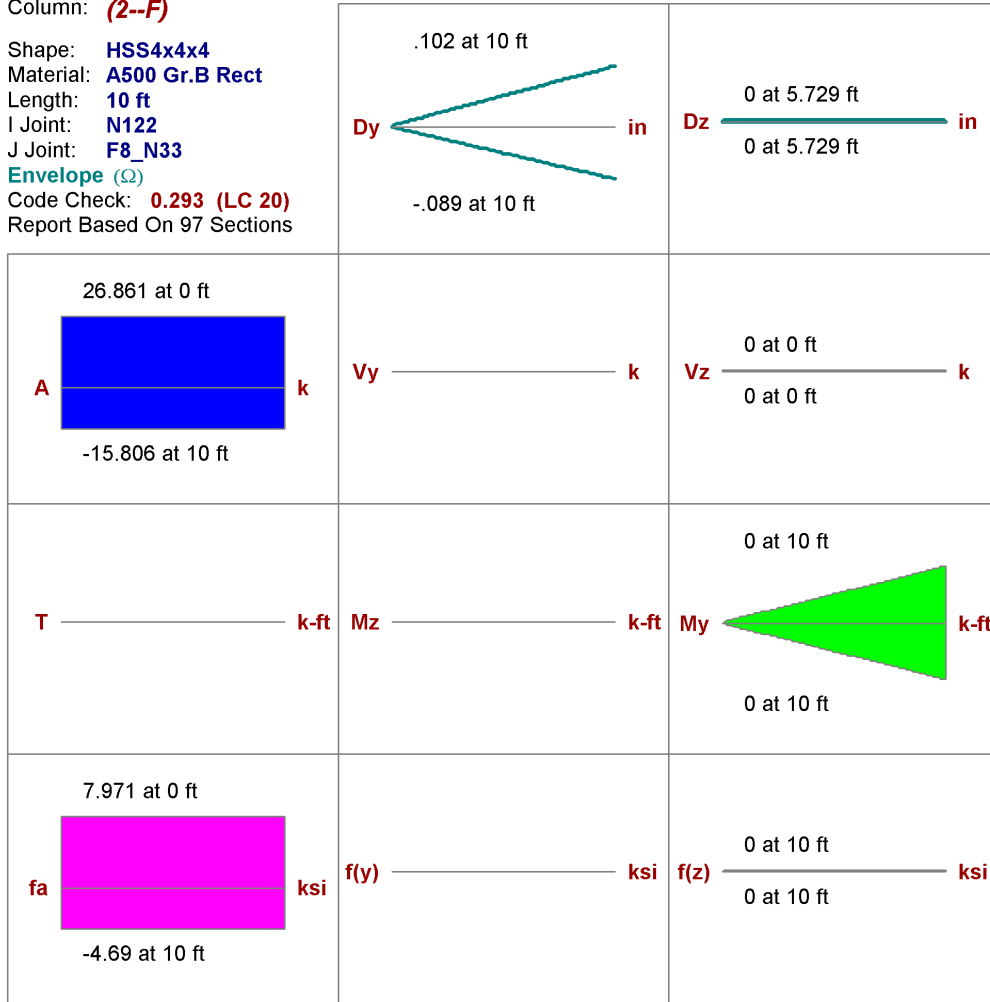 Column: (2--F)
Shape: HSS4x4x4
Material: A500 Gr.B Rect
Length: 10 ft
I Joint: N122
J Joint: F8_N33
Envelope (Ω)
Code Check: 0.293 (LC 20)
Report Based On 97 Sections
.102 at 10 ft
Dy in
-.089 at 10 ft
0 at 5.729 ft
Dz in
0 at 5.729 ft
26.861 at 0 ft
A k
-15.806 at 10 ft
Vy k
0 at 0 ft
Vz k
0 at 0 ft
T k-ft
Mz k-ft
0 at 10 ft
My k-ft
0 at 10 ft
7.971 at 0 ft
fa ksi
-4.69 at 10 ft
f(y) ksi
0 at 10 ft
f(z) ksi
0 at 10 ft